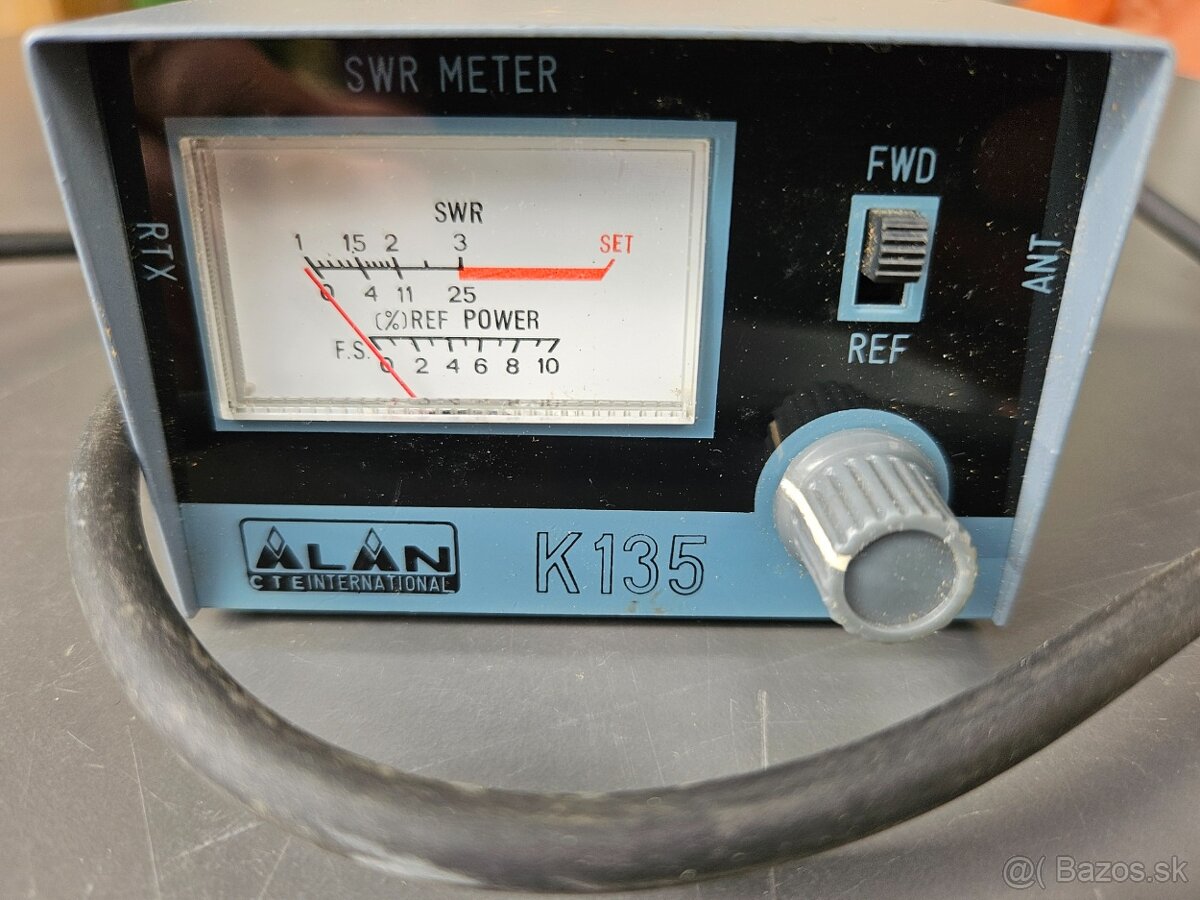 SWR METER
FWD
REF
RTX
ANT
SWR
1 1.5 2 3 SET
0 4 11 25
(%)REF POWER
F.S. 0 2 4 6 8 10
ALAN
CTE INTERNATIONAL
K135
@( Bazos.sk